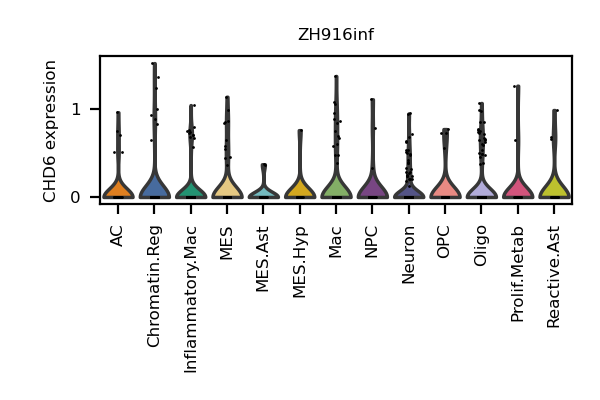 ZH916inf
CHD6 expression
1
0
AC
Chromatin.Reg
Inflammatory.Mac
MES
MES.Ast
MES.Hyp
Mac
NPC
Neuron
OPC
Oligo
Prolif.Metab
Reactive.Ast